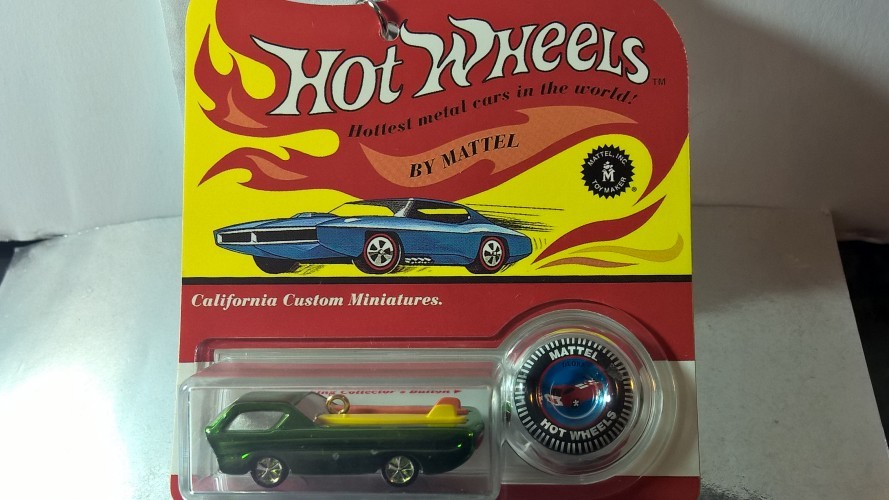 HOT WHEELS TM
Hottest metal cars in the world!
BY MATTEL
MATTEL, INC.
M
TOYMAKER ®
California Custom Miniatures.
Collector's Button
MATTEL
HOT WHEELS